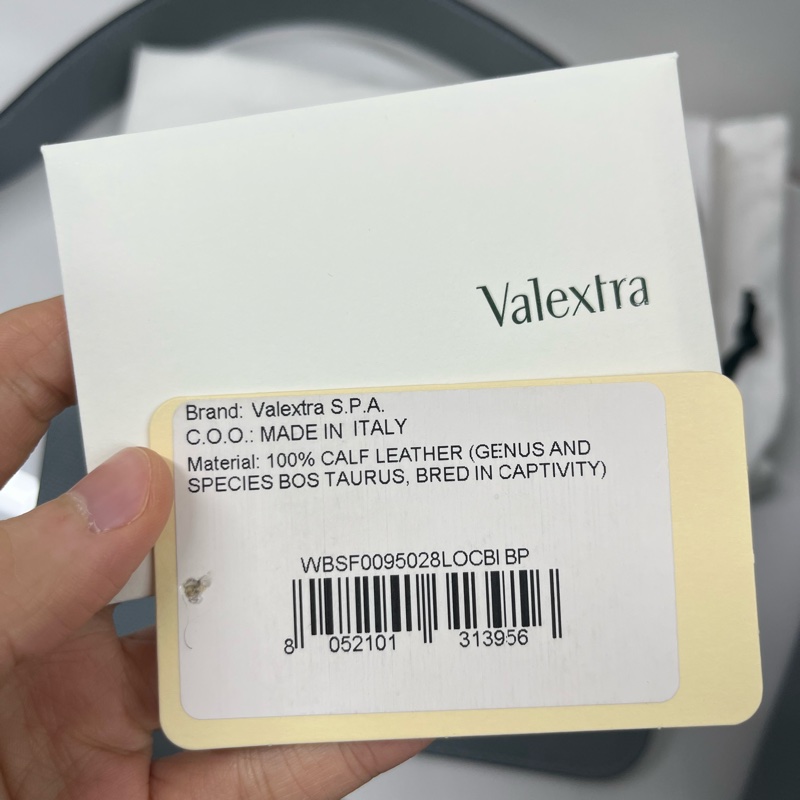 Valextra
Brand: Valextra S.P.A.
C.O.O.: MADE IN ITALY
Material: 100% CALF LEATHER (GENUS AND
SPECIES BOS TAURUS, BRED IN CAPTIVITY)
WBSF0095028LOCBI BP
8 052101 313956